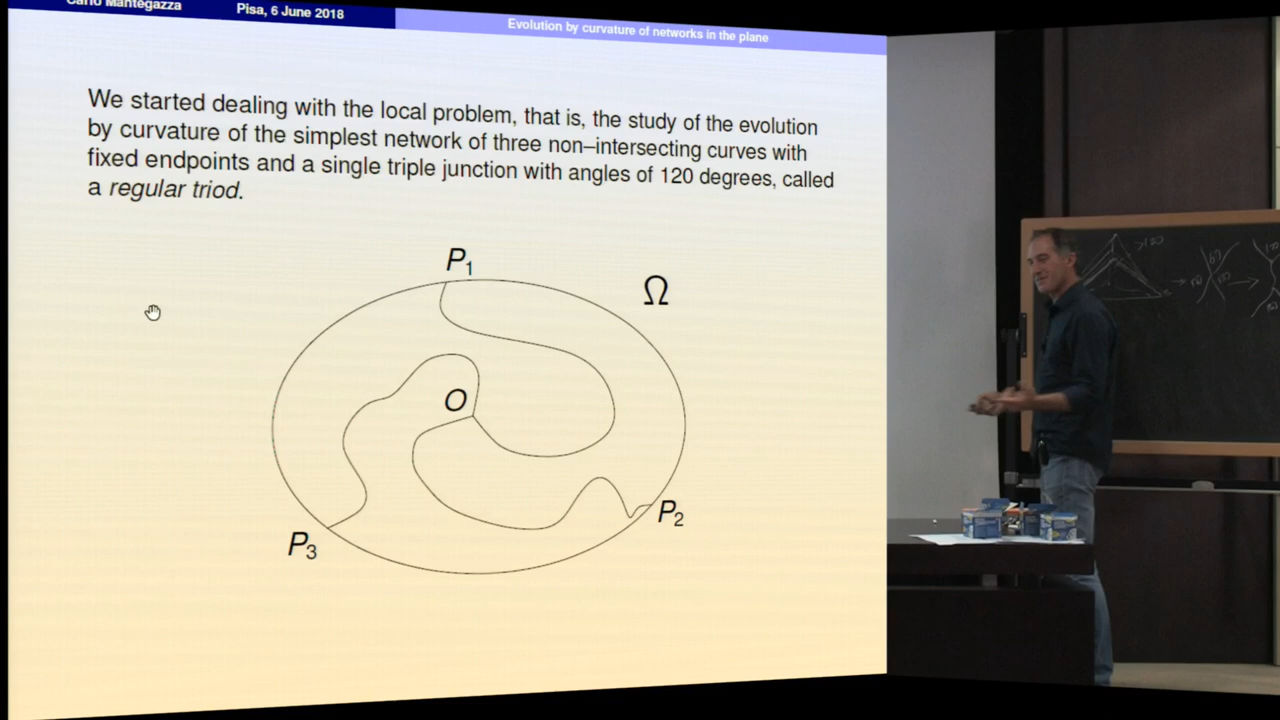 Carlo Mantegazza
Pisa, 6 June 2018
Evolution by curvature of networks in the plane
We started dealing with the local problem, that is, the study of the evolution
by curvature of the simplest network of three non–intersecting curves with
fixed endpoints and a single triple junction with angles of 120 degrees, called
a regular triod.
P1
Ω
O
P2
P3